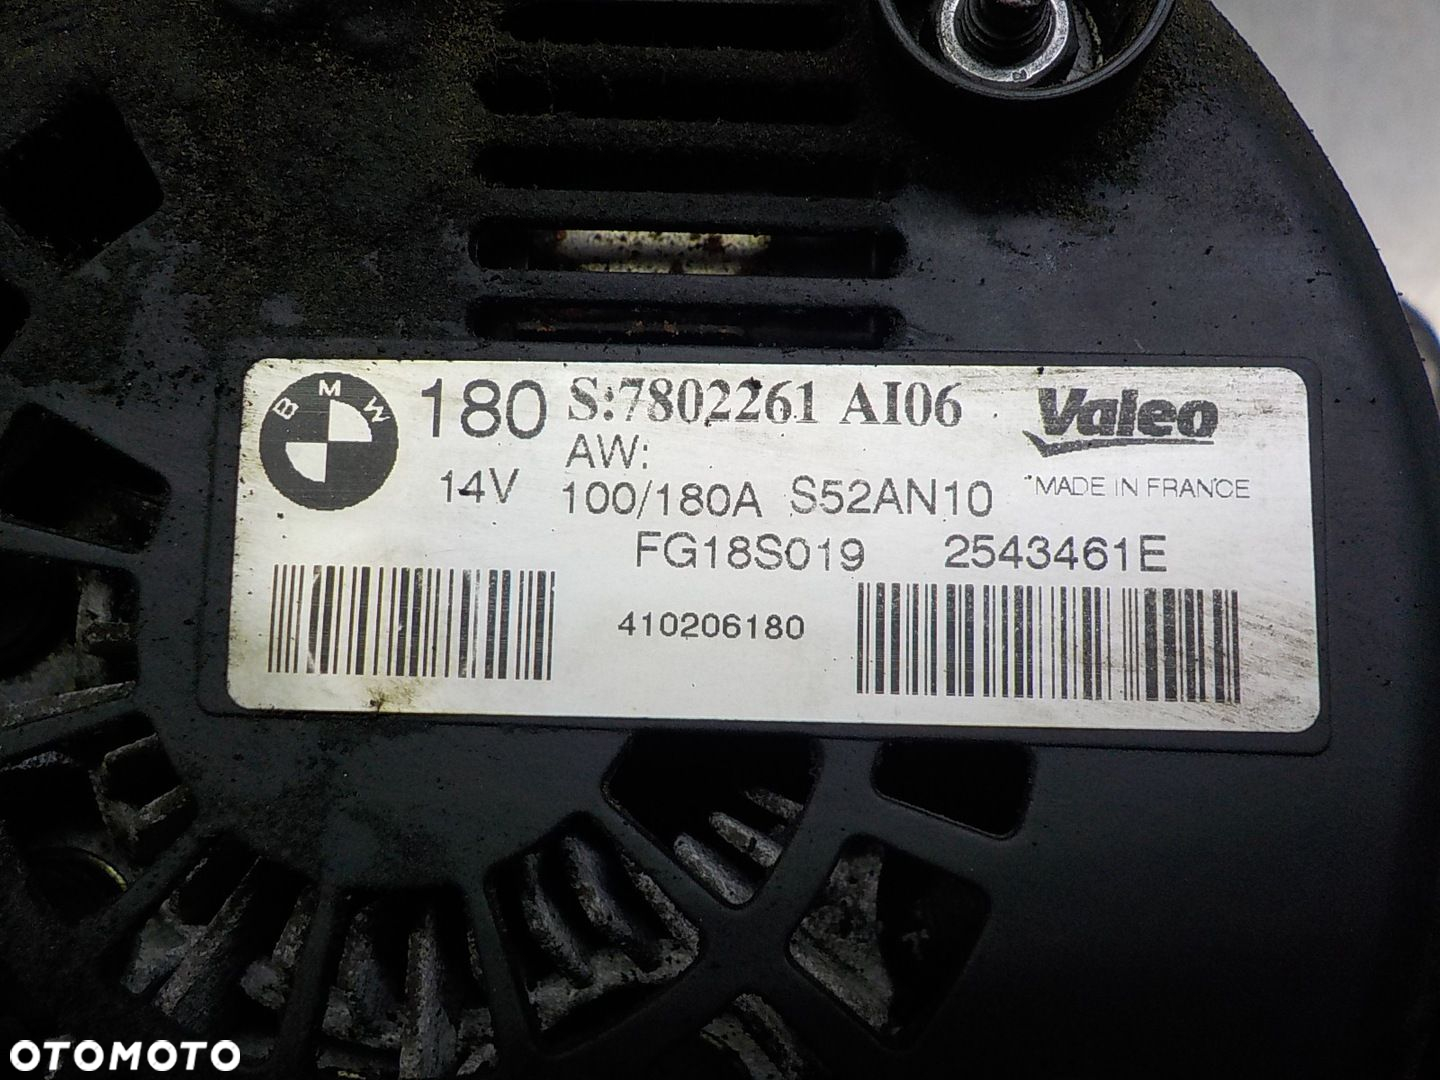 BMW 180 S:7802261 AI06 Valeo
AW:
14V 100/180A S52AN10 MADE IN FRANCE
FG18S019 2543461E
410206180
OTOMOTO